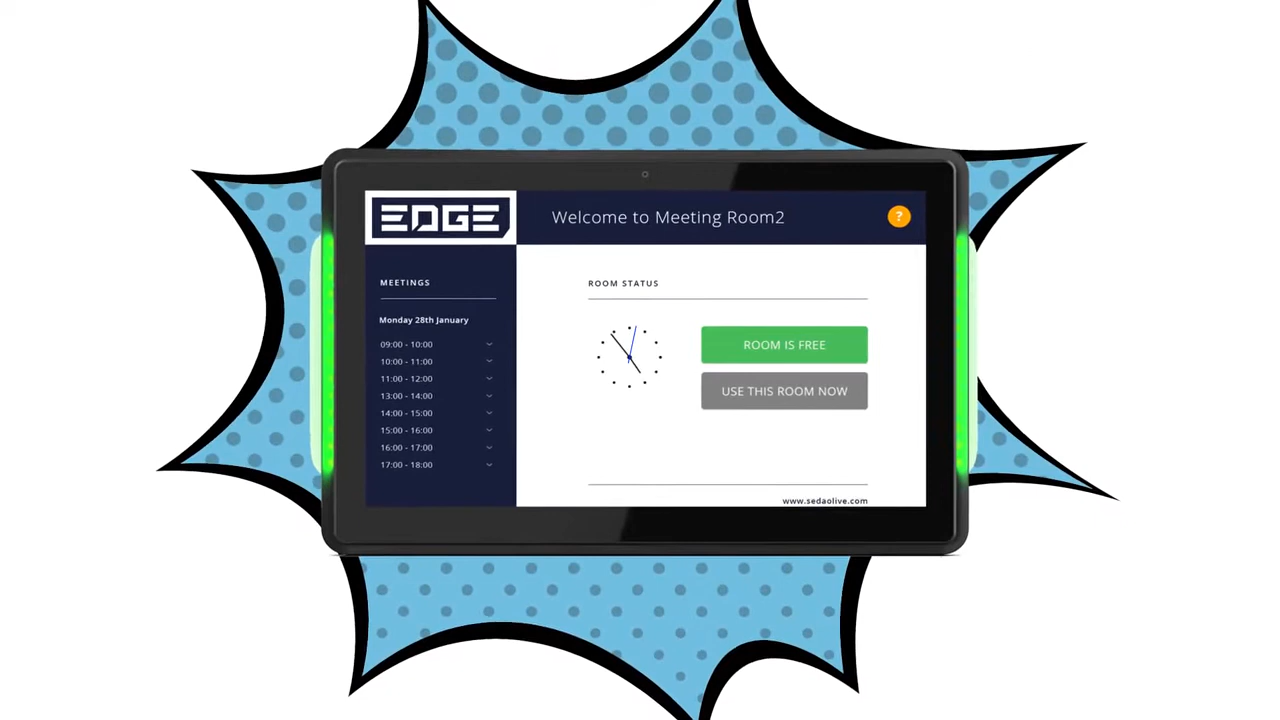 EDGE
Welcome to Meeting Room2
?
MEETINGS
Monday 28th January
09:00 - 10:00
10:00 - 11:00
11:00 - 12:00
13:00 - 14:00
14:00 - 15:00
15:00 - 16:00
16:00 - 17:00
17:00 - 18:00
ROOM STATUS
ROOM IS FREE
USE THIS ROOM NOW
www.sedaolive.com